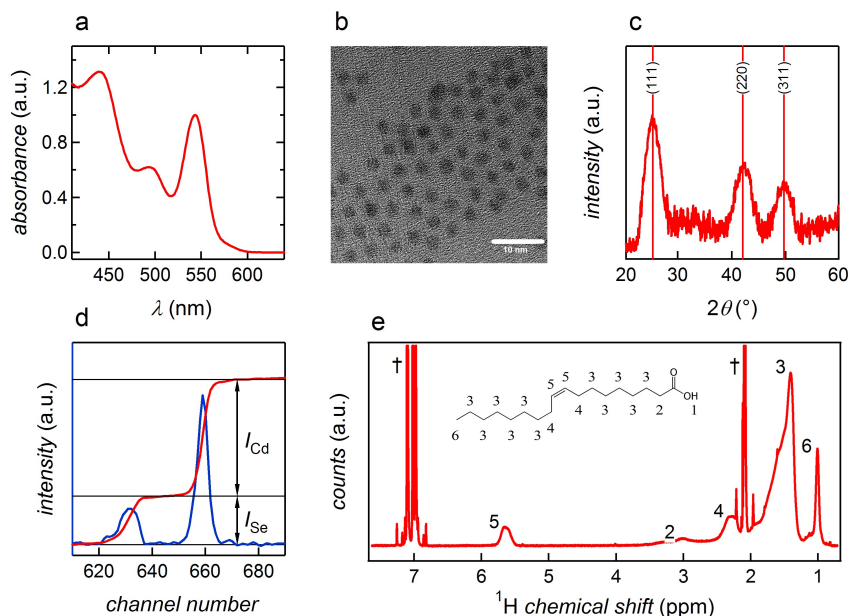 a
absorbance (a.u.)
1.2
0.8
0.4
0.0
450 500 550 600
λ (nm)
b
10 nm
c
intensity (a.u.)
(111)
(220)
(311)
20 30 40 50 60
2θ (°)
d
intensity (a.u.)
I_Cd
I_Se
620 640 660 680
channel number
e
counts (a.u.)
†
†
3
6
5
2
4
O
OH
1
2
3
3
3
3
3
4
5
5
4
3
3
3
3
3
3
6
7 6 5 4 3 2 1
¹H chemical shift (ppm)